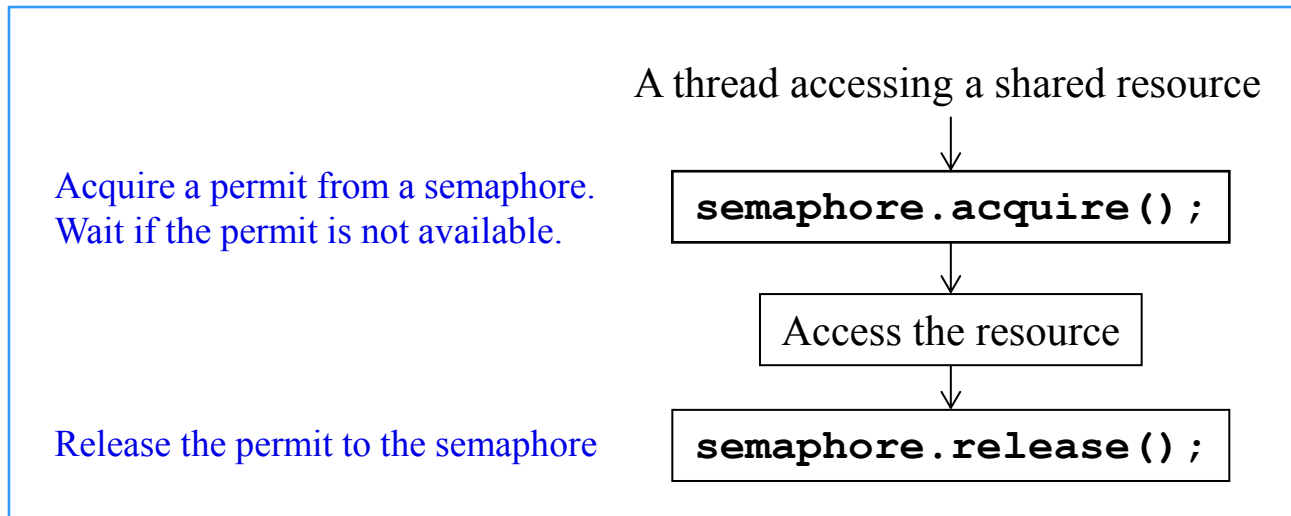 A thread accessing a shared resource
Acquire a permit from a semaphore.
Wait if the permit is not available.
semaphore.acquire();
Access the resource
Release the permit to the semaphore
semaphore.release();